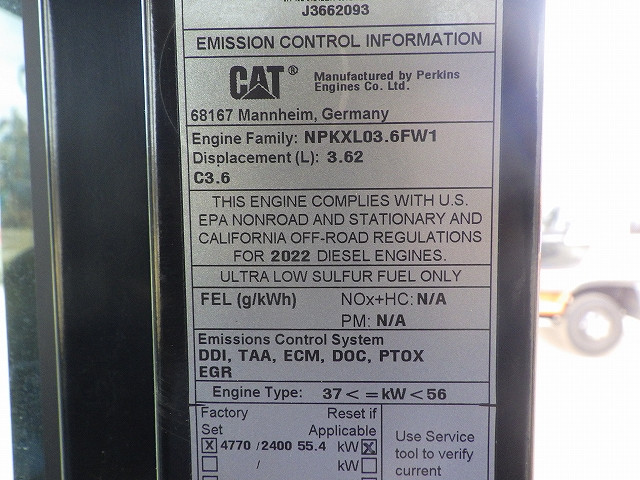 J3662093
EMISSION CONTROL INFORMATION
CAT® Manufactured by Perkins
Engines Co. Ltd.
68167 Mannheim, Germany
Engine Family: NPKXL03.6FW1
Displacement (L): 3.62
C3.6
THIS ENGINE COMPLIES WITH U.S.
EPA NONROAD AND STATIONARY AND
CALIFORNIA OFF-ROAD REGULATIONS
FOR 2022 DIESEL ENGINES.
ULTRA LOW SULFUR FUEL ONLY
FEL (g/kWh) NOx+HC: N/A
PM: N/A
Emissions Control System
DDI, TAA, ECM, DOC, PTOX
EGR
Engine Type: 37 < = kW < 56
Factory Reset if
Set Applicable
X 4770 /2400 55.4 kW X
/ kW
Use Service
tool to verify
current